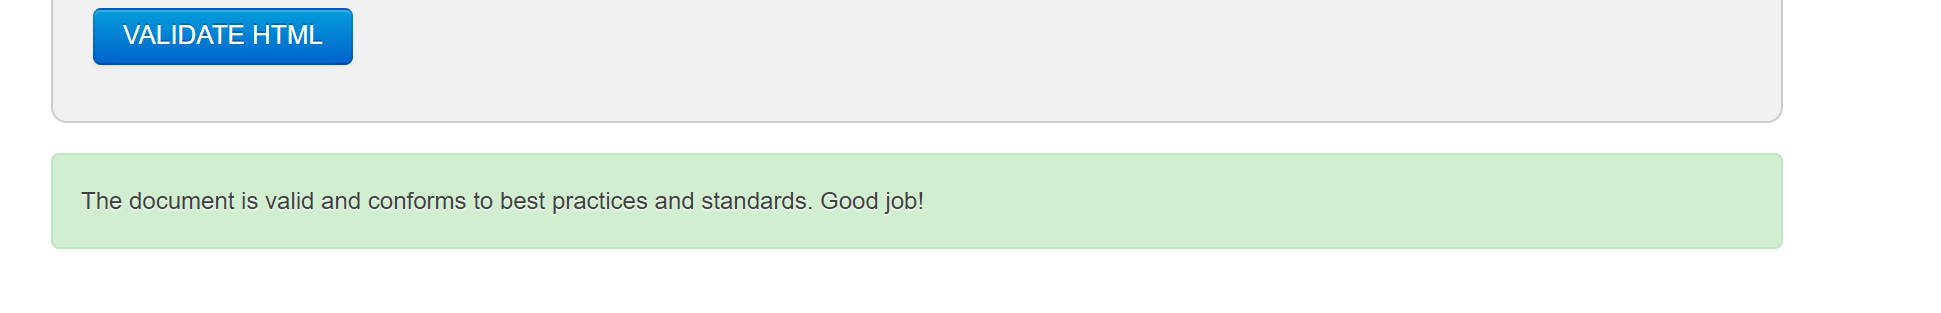 VALIDATE HTML
The document is valid and conforms to best practices and standards. Good job!